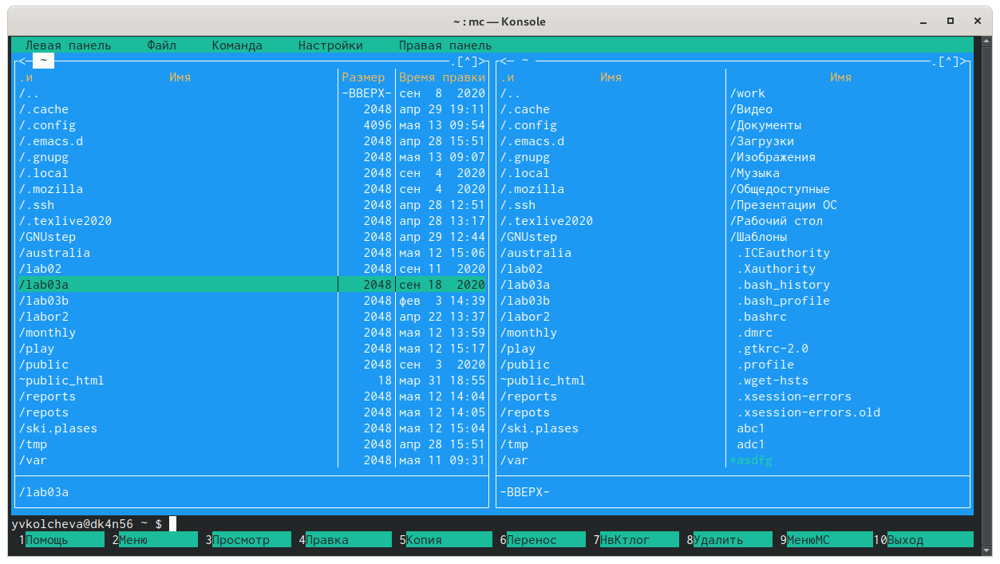 ~ : mc — Konsole
Левая панель Файл Команда Настройки Правая панель
<─ ~ ─.[^]>
.и Имя Размер Время правки
/.. -ВВЕРХ- сен 8 2020
/.cache 2048 апр 29 19:11
/.config 4096 мая 13 09:54
/.emacs.d 2048 апр 28 15:51
/.gnupg 2048 мая 13 09:07
/.local 2048 сен 4 2020
/.mozilla 2048 сен 4 2020
/.ssh 2048 апр 28 12:51
/.texlive2020 2048 апр 28 13:17
/GNUstep 2048 апр 29 12:44
/australia 2048 мая 12 15:06
/lab02 2048 сен 11 2020
/lab03a 2048 сен 18 2020
/lab03b 2048 фев 3 14:39
/labor2 2048 апр 22 13:37
/monthly 2048 мая 12 13:59
/play 2048 мая 12 15:17
/public 2048 сен 3 2020
~public_html 18 мар 31 18:55
/reports 2048 мая 12 14:04
/repots 2048 мая 12 14:05
/ski.plases 2048 мая 12 15:04
/tmp 2048 апр 28 15:51
/var 2048 мая 11 09:31
/lab03a
<─ ~ ─.[^]>
.и Имя Имя
/.. /work
/.cache /Видео
/.config /Документы
/.emacs.d /Загрузки
/.gnupg /Изображения
/.local /Музыка
/.mozilla /Общедоступные
/.ssh /Презентации ОС
/.texlive2020 /Рабочий стол
/GNUstep /Шаблоны
/australia .ICEauthority
/lab02 .Xauthority
/lab03a .bash_history
/lab03b .bash_profile
/labor2 .bashrc
/monthly .dmrc
/play .gtkrc-2.0
/public .profile
~public_html .wget-hsts
/reports .xsession-errors
/repots .xsession-errors.old
/ski.plases abc1
/tmp adc1
/var *asdfg
-ВВЕРХ-
yvkolcheva@dk4n56 ~ $
1Помощь 2Меню 3Просмотр 4Правка 5Копия 6Перенос 7НвКтлог 8Удалить 9МенюMC 10Выход